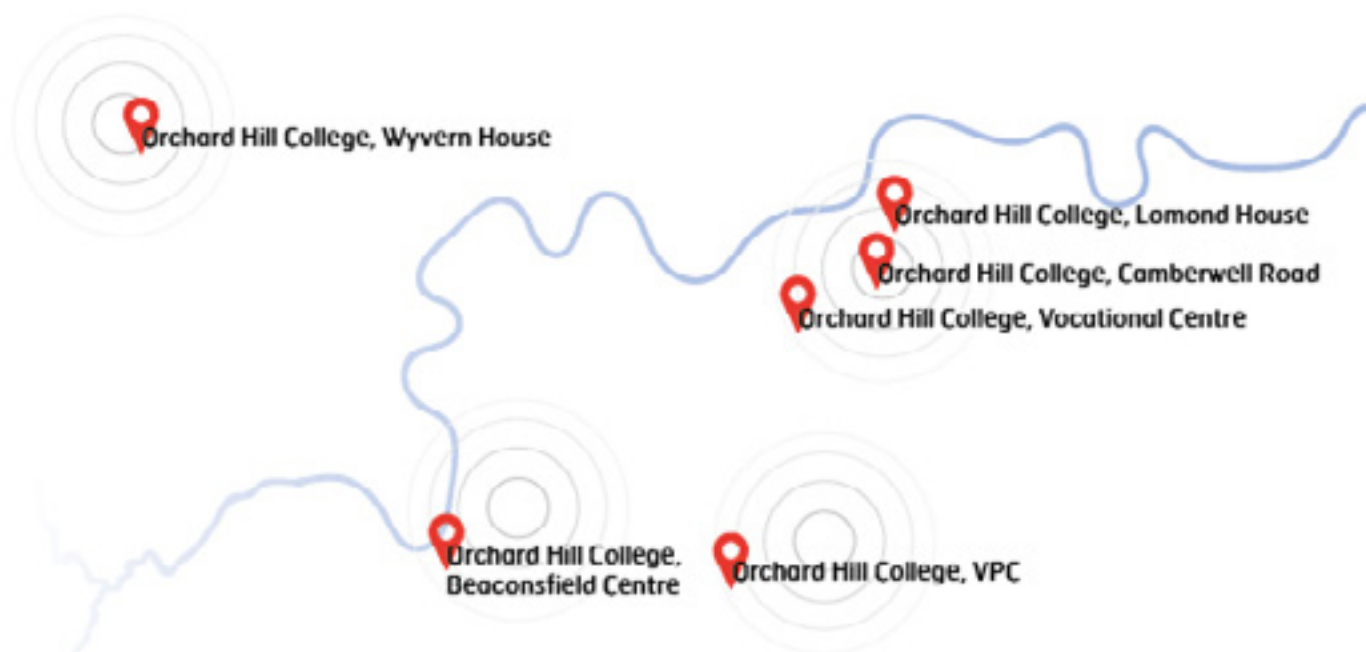 Orchard Hill College, Wyvern House
Orchard Hill College, Lomond House
Orchard Hill College, Camberwell Road
Orchard Hill College, Vocational Centre
Orchard Hill College,
Beaconsfield Centre
Orchard Hill College, VPC